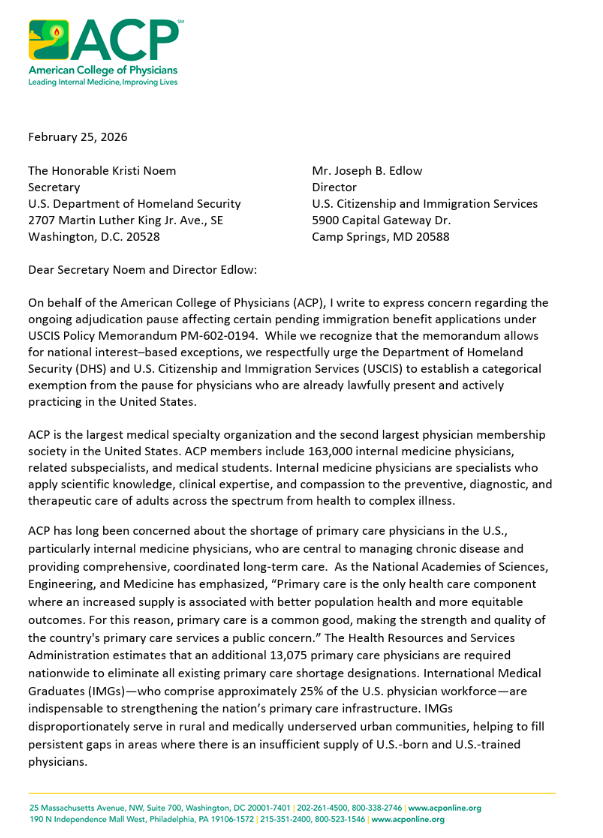 ACP SM
American College of Physicians
Leading Internal Medicine, Improving Lives
February 25, 2026
The Honorable Kristi Noem
Secretary
U.S. Department of Homeland Security
2707 Martin Luther King Jr. Ave., SE
Washington, D.C. 20528
Mr. Joseph B. Edlow
Director
U.S. Citizenship and Immigration Services
5900 Capital Gateway Dr.
Camp Springs, MD 20588
Dear Secretary Noem and Director Edlow:
On behalf of the American College of Physicians (ACP), I write to express concern regarding the
ongoing adjudication pause affecting certain pending immigration benefit applications under
USCIS Policy Memorandum PM-602-0194.  While we recognize that the memorandum allows
for national interest–based exceptions, we respectfully urge the Department of Homeland
Security (DHS) and U.S. Citizenship and Immigration Services (USCIS) to establish a categorical
exemption from the pause for physicians who are already lawfully present and actively
practicing in the United States.
ACP is the largest medical specialty organization and the second largest physician membership
society in the United States. ACP members include 163,000 internal medicine physicians,
related subspecialists, and medical students. Internal medicine physicians are specialists who
apply scientific knowledge, clinical expertise, and compassion to the preventive, diagnostic, and
therapeutic care of adults across the spectrum from health to complex illness.
ACP has long been concerned about the shortage of primary care physicians in the U.S.,
particularly internal medicine physicians, who are central to managing chronic disease and
providing comprehensive, coordinated long-term care.  As the National Academies of Sciences,
Engineering, and Medicine has emphasized, “Primary care is the only health care component
where an increased supply is associated with better population health and more equitable
outcomes. For this reason, primary care is a common good, making the strength and quality of
the country's primary care services a public concern.” The Health Resources and Services
Administration estimates that an additional 13,075 primary care physicians are required
nationwide to eliminate all existing primary care shortage designations. International Medical
Graduates (IMGs)—who comprise approximately 25% of the U.S. physician workforce—are
indispensable to strengthening the nation’s primary care infrastructure. IMGs
disproportionately serve in rural and medically underserved urban communities, helping to fill
persistent gaps in areas where there is an insufficient supply of U.S.-born and U.S.-trained
physicians.
25 Massachusetts Avenue, NW, Suite 700, Washington, DC 20001-7401 | 202-261-4500, 800-338-2746 | www.acponline.org
190 N Independence Mall West, Philadelphia, PA 19106-1572 | 215-351-2400, 800-523-1546 | www.acponline.org